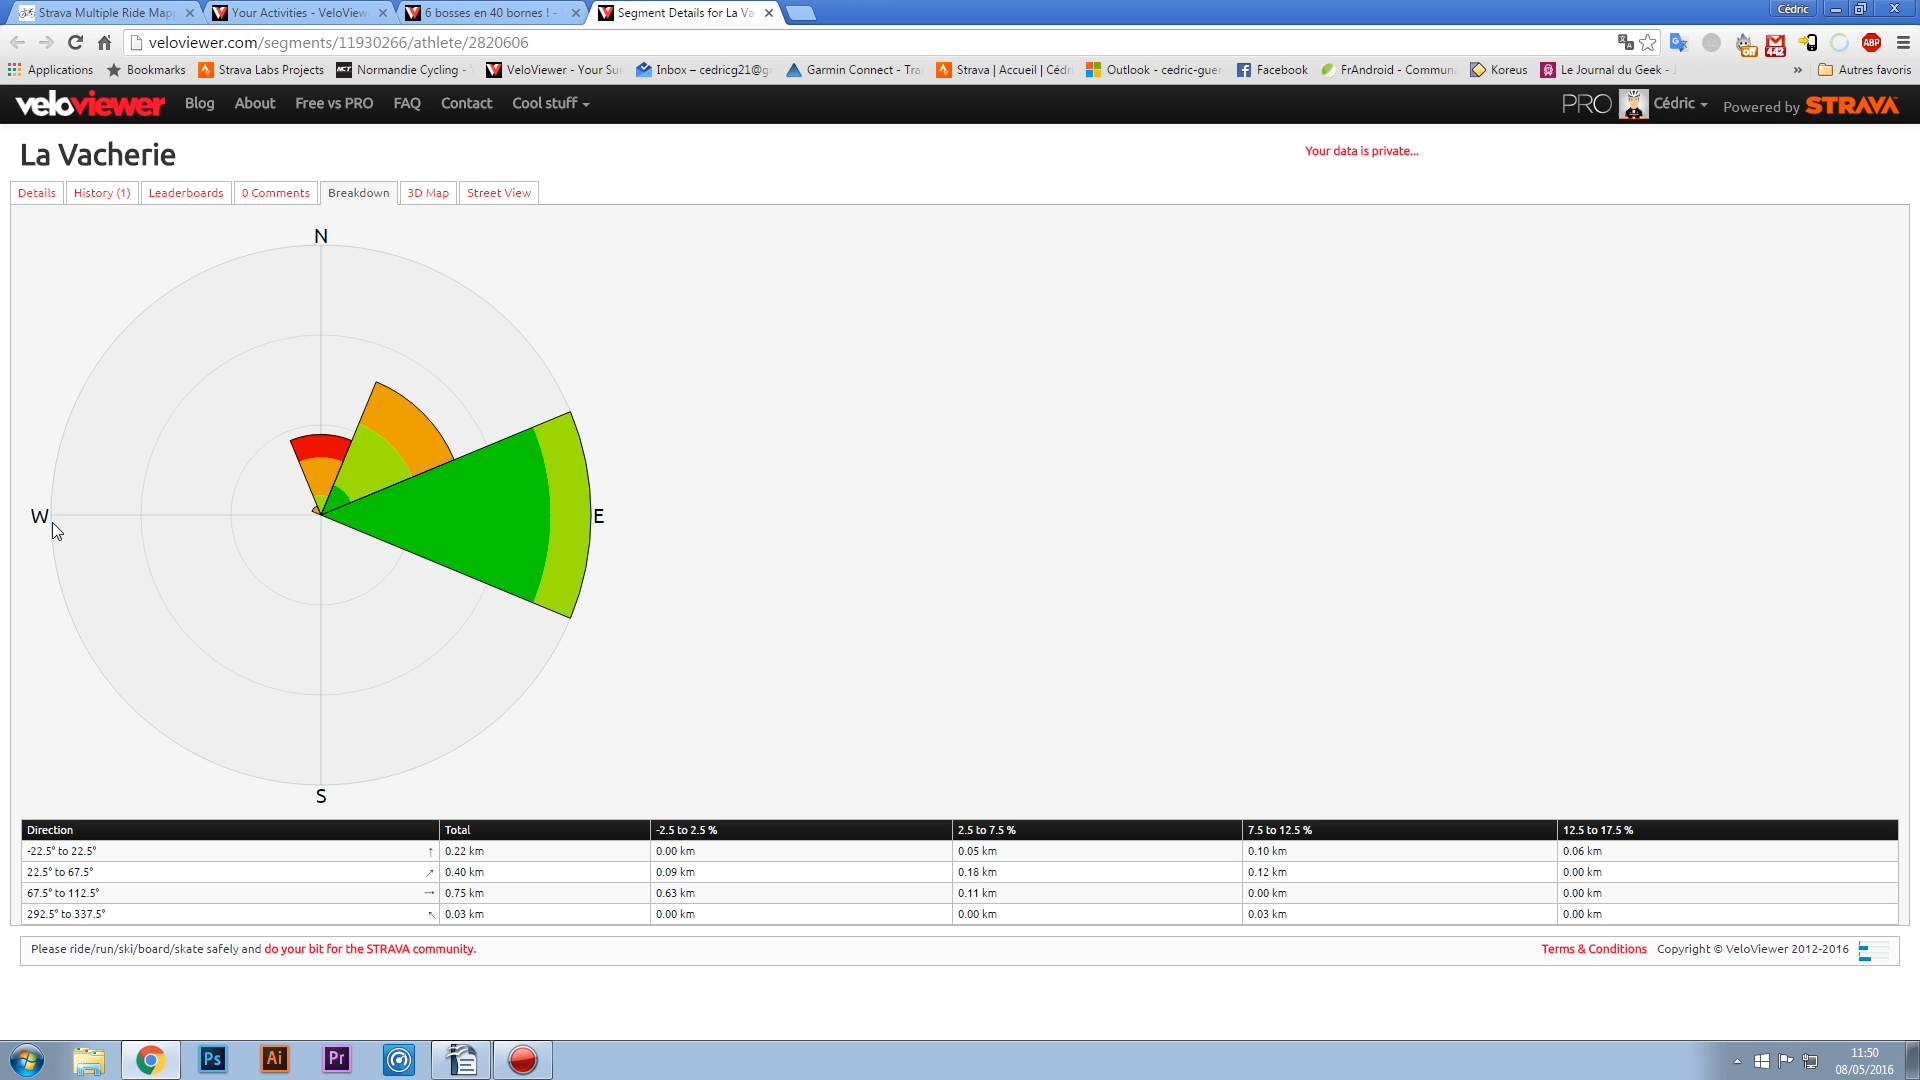 Strava Multiple Ride Mapp
Your Activities - VeloView
6 bosses en 40 bornes ! -
Segment Details for La Va
Cédric
veloviewer.com/segments/11930266/athlete/2820606
off
442
ABP
Applications
Bookmarks
Strava Labs Projects
NCT
Normandie Cycling -
VeloViewer - Your Su
Inbox – cedricg21@g
Garmin Connect - Tra
Strava | Accueil | Cédr
Outlook - cedric-guer
Facebook
FrAndroid - Commun
Koreus
Le Journal du Geek -
»
Autres favoris
veloviewer
Blog
About
Free vs PRO
FAQ
Contact
Cool stuff
PRO
Cédric
Powered by STRAVA
La Vacherie
Your data is private...
Details
History (1)
Leaderboards
0 Comments
Breakdown
3D Map
Street View
N
W
E
S
Direction Total -2.5 to 2.5 % 2.5 to 7.5 % 7.5 to 12.5 % 12.5 to 17.5 %
-22.5° to 22.5° ↑ 0.22 km 0.00 km 0.05 km 0.10 km 0.06 km
22.5° to 67.5° ↗ 0.40 km 0.09 km 0.18 km 0.12 km 0.00 km
67.5° to 112.5° → 0.75 km 0.63 km 0.11 km 0.00 km 0.00 km
292.5° to 337.5° ↖ 0.03 km 0.00 km 0.00 km 0.03 km 0.00 km
Please ride/run/ski/board/skate safely and do your bit for the STRAVA community.
Terms & Conditions Copyright © VeloViewer 2012-2016
Ps
Ai
Pr
11:50
08/05/2016